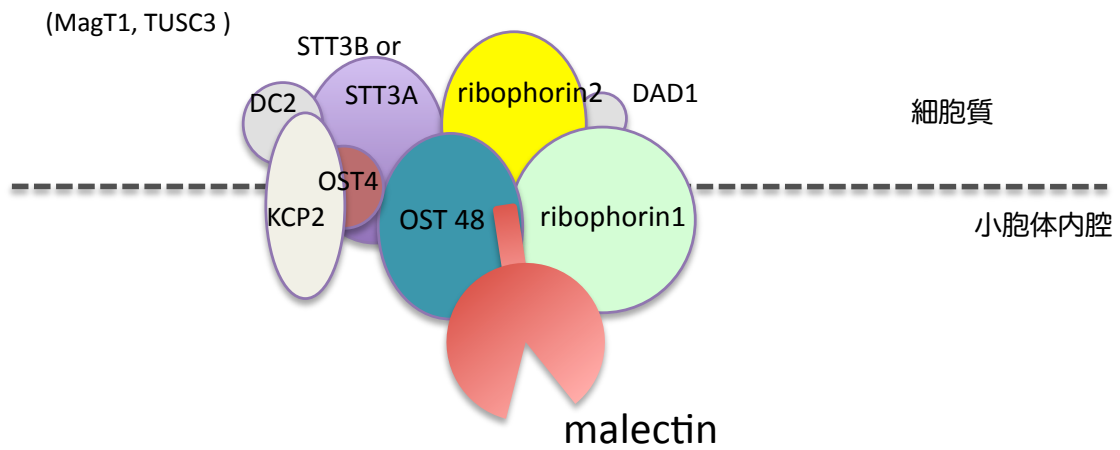 (MagT1, TUSC3 )
STT3B or
STT3A
ribophorin2
DC2
DAD1
細胞質
OST4
KCP2
OST 48
ribophorin1
小胞体内腔
malectin